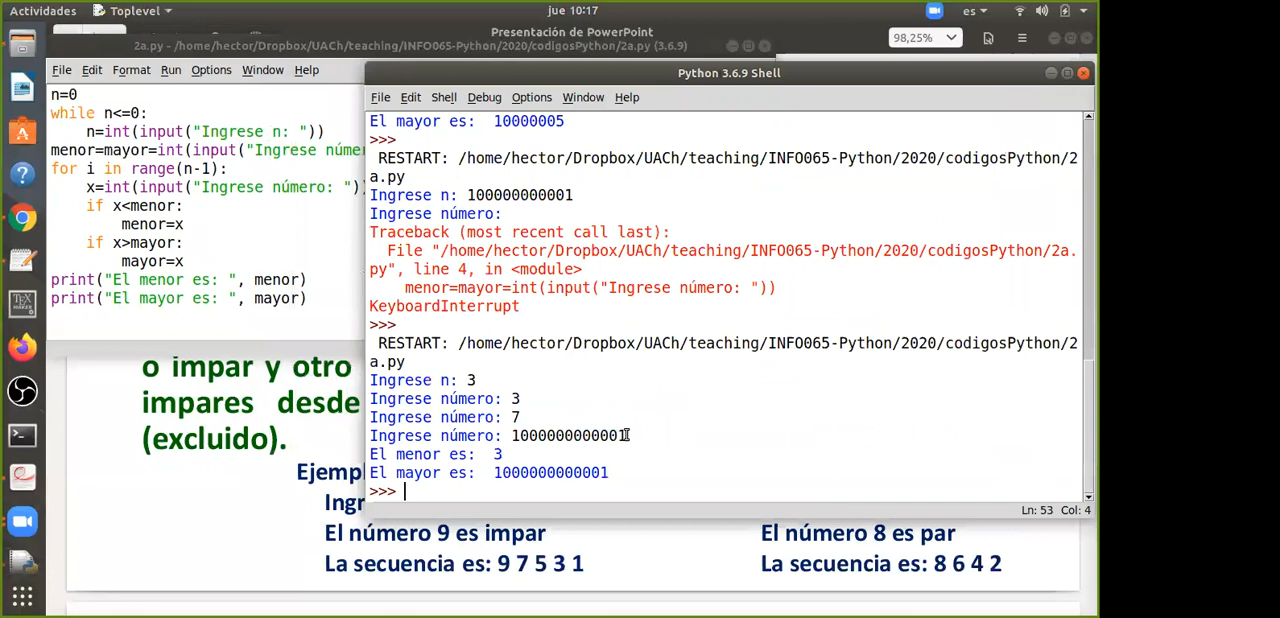 Actividades
Toplevel
jue 10:17
es
Presentación de PowerPoint
98,25%
2a.py - /home/hector/Dropbox/UACh/teaching/INFO065-Python/2020/codigosPython/2a.py (3.6.9)
File Edit Format Run Options Window Help
n=0
while n<=0:
    n=int(input("Ingrese n: "))
menor=mayor=int(input("Ingrese núme
for i in range(n-1):
    x=int(input("Ingrese número: "))
    if x<menor:
        menor=x
    if x>mayor:
        mayor=x
print("El menor es: ", menor)
print("El mayor es: ", mayor)
Python 3.6.9 Shell
File Edit Shell Debug Options Window Help
El mayor es:  10000005
>>>
 RESTART: /home/hector/Dropbox/UACh/teaching/INFO065-Python/2020/codigosPython/2
a.py
Ingrese n: 100000000001
Ingrese número:
Traceback (most recent call last):
  File "/home/hector/Dropbox/UACh/teaching/INFO065-Python/2020/codigosPython/2a.
py", line 4, in <module>
    menor=mayor=int(input("Ingrese número: "))
KeyboardInterrupt
>>>
 RESTART: /home/hector/Dropbox/UACh/teaching/INFO065-Python/2020/codigosPython/2
a.py
Ingrese n: 3
Ingrese número: 3
Ingrese número: 7
Ingrese número: 1000000000001
El menor es:  3
El mayor es:  1000000000001
>>>
Ln: 53 Col: 4
o impar y otro
impares desde
(excluido).
Ejemp
Ingr
El número 9 es impar
La secuencia es: 9 7 5 3 1
El número 8 es par
La secuencia es: 8 6 4 2